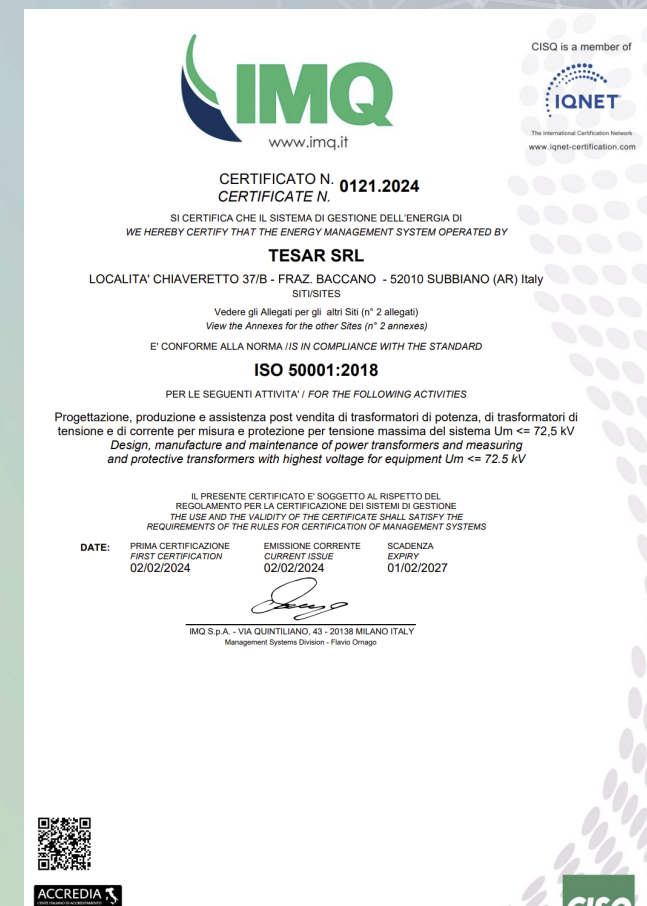 IMQ
www.imq.it
CISQ is a member of
IQNET
The International Certification Network
www.iqnet-certification.com
CERTIFICATO N. 0121.2024
CERTIFICATE N.
SI CERTIFICA CHE IL SISTEMA DI GESTIONE DELL'ENERGIA DI
WE HEREBY CERTIFY THAT THE ENERGY MANAGEMENT SYSTEM OPERATED BY
TESAR SRL
LOCALITA' CHIAVERETTO 37/B - FRAZ. BACCANO - 52010 SUBBIANO (AR) Italy
SITI/SITES
Vedere gli Allegati per gli altri Siti (n° 2 allegati)
View the Annexes for the other Sites (n° 2 annexes)
E' CONFORME ALLA NORMA /IS IN COMPLIANCE WITH THE STANDARD
ISO 50001:2018
PER LE SEGUENTI ATTIVITA' / FOR THE FOLLOWING ACTIVITIES
Progettazione, produzione e assistenza post vendita di trasformatori di potenza, di trasformatori di
tensione e di corrente per misura e protezione per tensione massima del sistema Um <= 72,5 kV
Design, manufacture and maintenance of power transformers and measuring
and protective transformers with highest voltage for equipment Um <= 72.5 kV
IL PRESENTE CERTIFICATO E' SOGGETTO AL RISPETTO DEL
REGOLAMENTO PER LA CERTIFICAZIONE DEI SISTEMI DI GESTIONE
THE USE AND THE VALIDITY OF THE CERTIFICATE SHALL SATISFY THE
REQUIREMENTS OF THE RULES FOR CERTIFICATION OF MANAGEMENT SYSTEMS
DATE: PRIMA CERTIFICAZIONE EMISSIONE CORRENTE SCADENZA
FIRST CERTIFICATION CURRENT ISSUE EXPIRY
02/02/2024 02/02/2024 01/02/2027
IMQ S.p.A. - VIA QUINTILIANO, 43 - 20138 MILANO ITALY
Management Systems Division - Flavio Ornago
ACCREDIA
L'ENTE ITALIANO DI ACCREDITAMENTO
CISQ